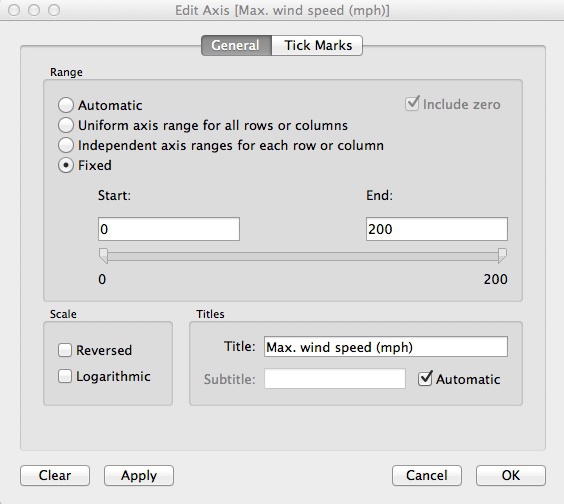 Edit Axis [Max. wind speed (mph)]
General Tick Marks
Range
Automatic Include zero
Uniform axis range for all rows or columns
Independent axis ranges for each row or column
Fixed
Start: End:
0 200
0 200
Scale Titles
Reversed Title: Max. wind speed (mph)
Logarithmic Subtitle: Automatic
Clear Apply Cancel OK